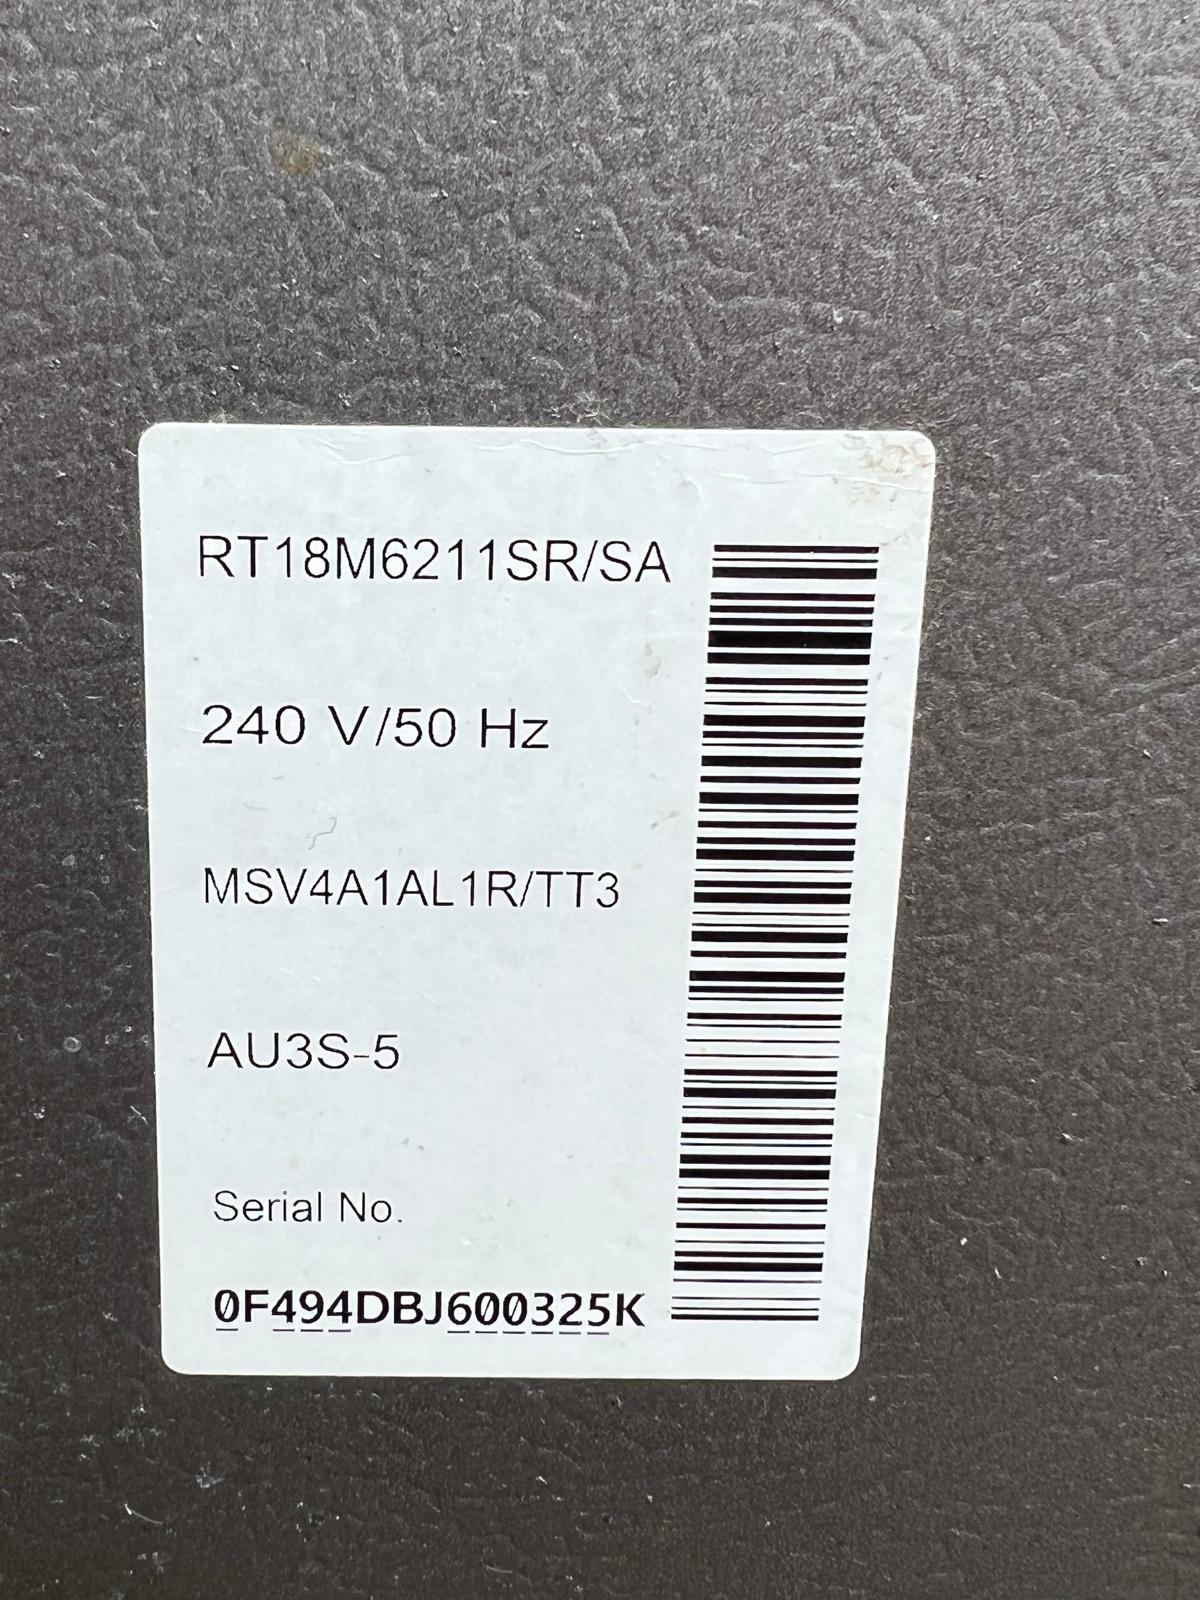 RT18M6211SR/SA
240 V/50 Hz
MSV4A1AL1R/TT3
AU3S-5
Serial No.
0F494DBJ600325K